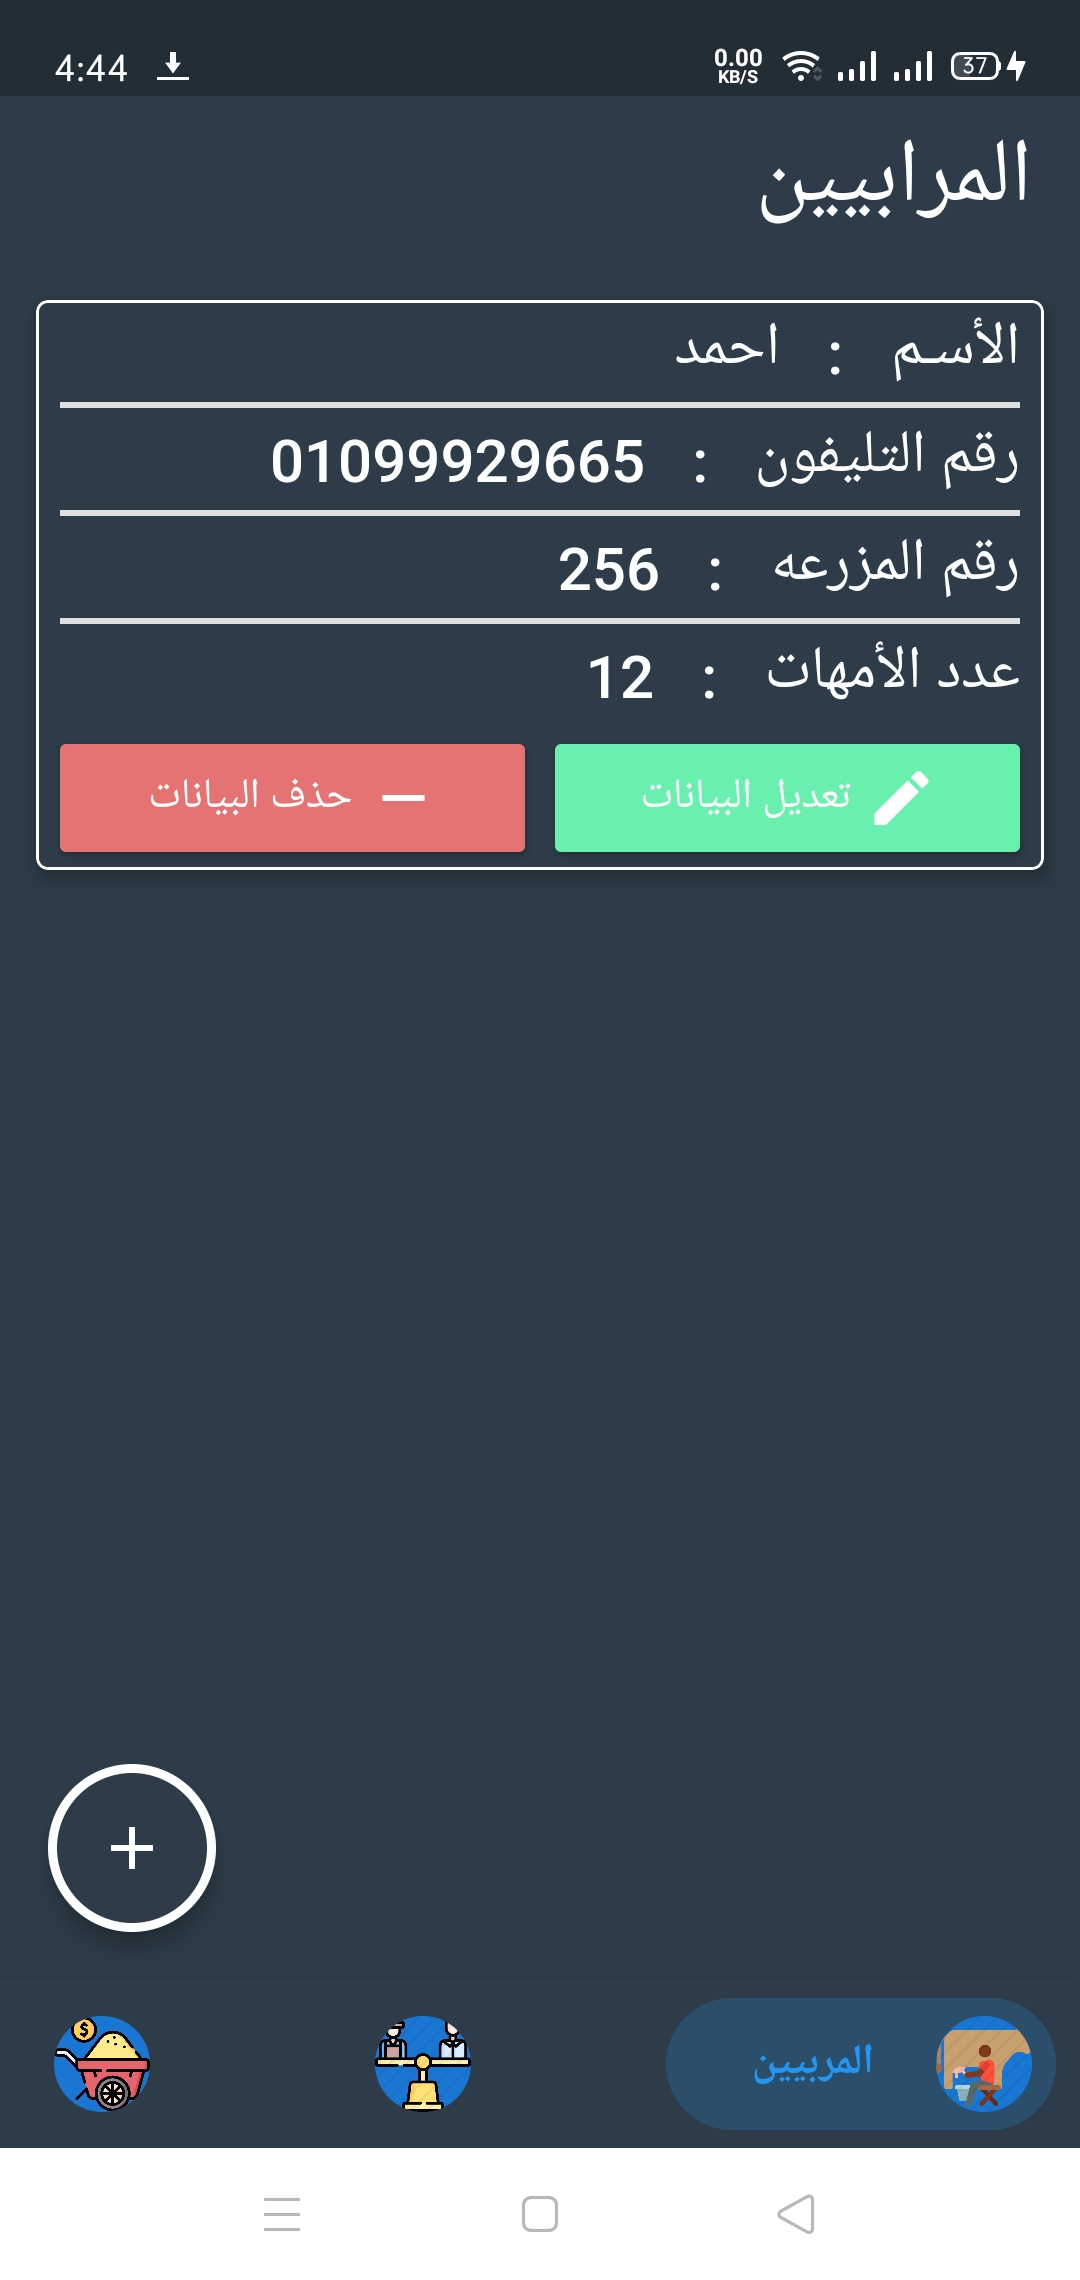 4:44
0.00
KB/S
37
المرابيين
الأسـم : احمد
رقم التليفون : 01099929665
رقم المزرعه : 256
عدد الأمهات : 12
تعديل البيانات
حذف البيانات
+
المربيين